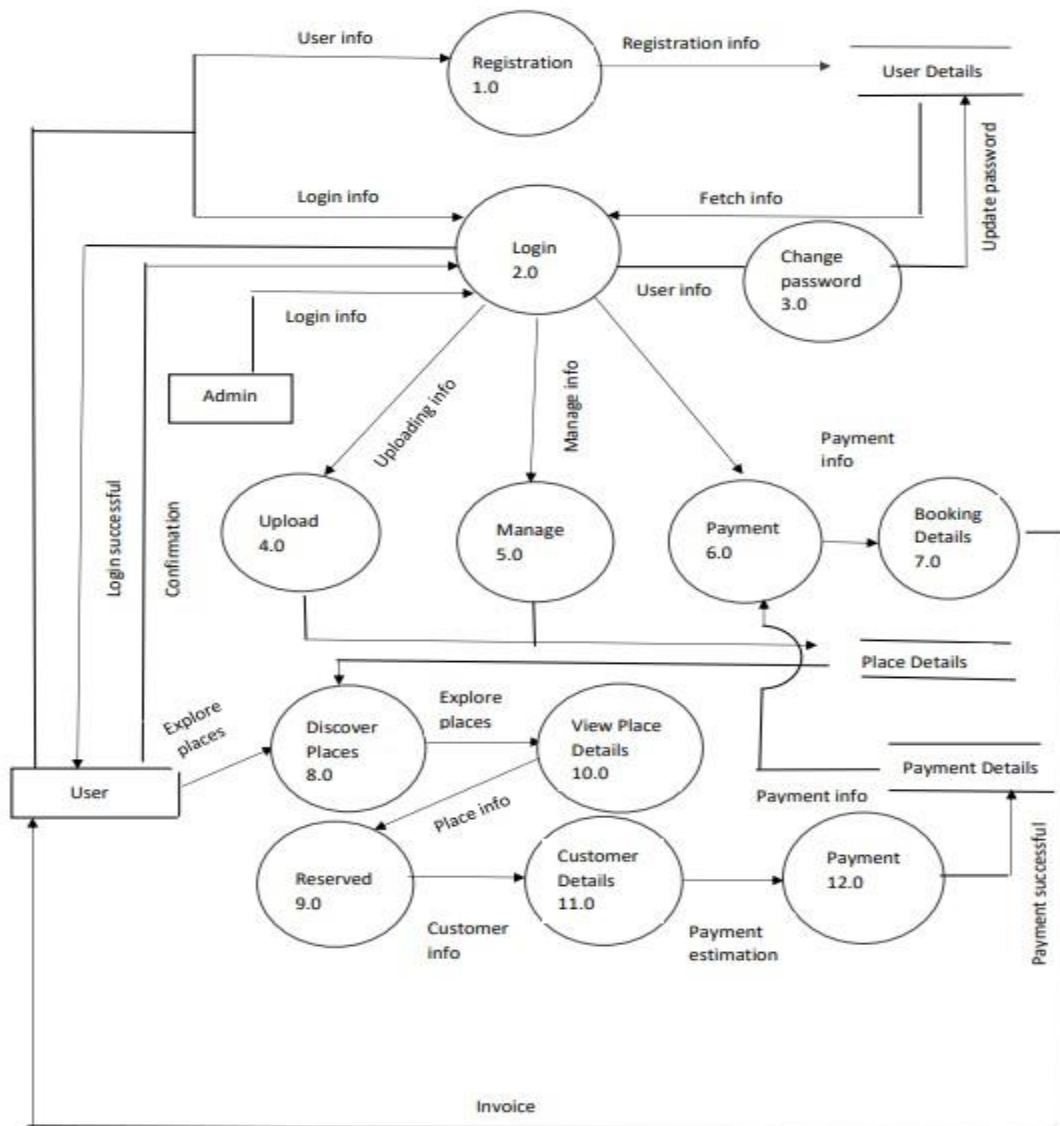 User info
Registration
1.0
Registration info
User Details
Login info
Fetch info
Update password
Login
2.0
User info
Change
password
3.0
Login info
Admin
Uploading info
Manage info
Payment
info
Login successful
Confirmation
Upload
4.0
Manage
5.0
Payment
6.0
Booking
Details
7.0
Place Details
Explore
places
Discover
Places
8.0
Explore
places
View Place
Details
10.0
User
Payment Details
Place info
Payment info
Reserved
9.0
Customer
Details
11.0
Payment
12.0
Payment successful
Customer
info
Payment
estimation
Invoice